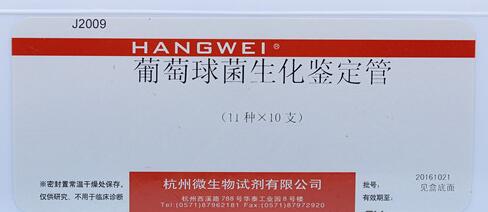 J2009
HANGWEI®
葡萄球菌生化鉴定管
(11种×10支)
※密封置常温干燥处保存,
仅供研究、不用于临床诊断
杭州微生物试剂有限公司
杭州西溪路788号华泰工业园8号楼
Tel:(0571)87962181 Fax:(0571)87972920
批号: 20161021
有效期至: 见盒底面